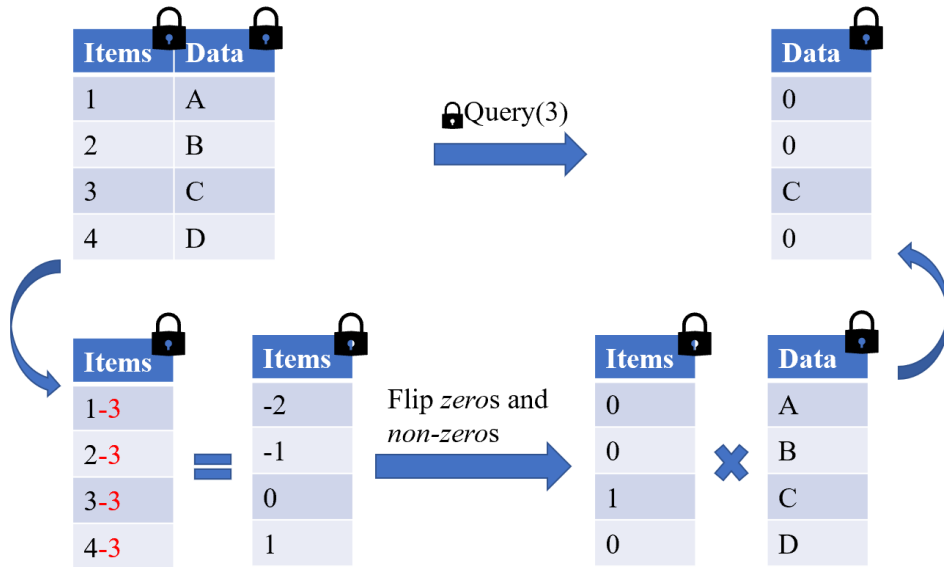 Items Data
1 A
2 B
3 C
4 D
Query(3)
Data
0
0
C
0
Items
1-3
2-3
3-3
4-3
Items
-2
-1
0
1
Flip zeros and
non-zeros
Items
0
0
1
0
Data
A
B
C
D